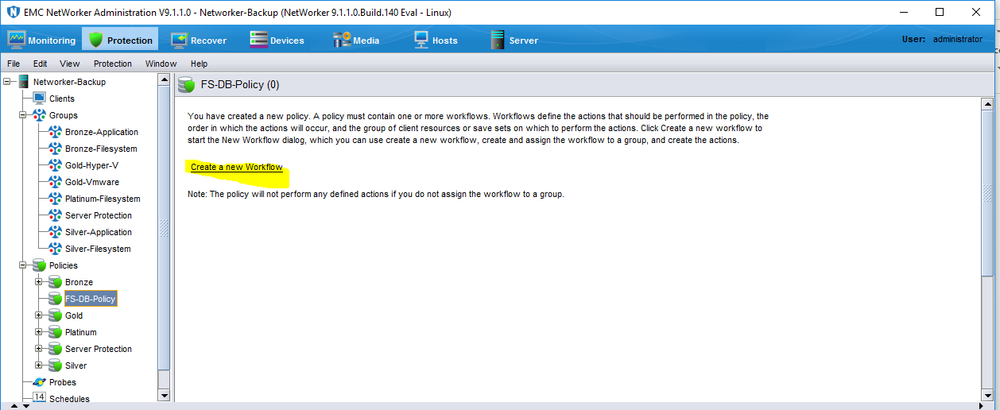 EMC NetWorker Administration V9.1.1.0 - Networker-Backup (NetWorker 9.1.1.0.Build.140 Eval - Linux)
Monitoring Protection Recover Devices Media Hosts Server User: administrator
File Edit View Protection Window Help
Networker-Backup
Clients
Groups
Bronze-Application
Bronze-Filesystem
Gold-Hyper-V
Gold-Vmware
Platinum-Filesystem
Server Protection
Silver-Application
Silver-Filesystem
Policies
Bronze
FS-DB-Policy
Gold
Platinum
Server Protection
Silver
Probes
14 Schedules
FS-DB-Policy (0)
You have created a new policy. A policy must contain one or more workflows. Workflows define the actions that should be performed in the policy, the
order in which the actions will occur, and the group of client resources or save sets on which to perform the actions. Click Create a new workflow to
start the New Workflow dialog, which you can use create a new workflow, create and assign the workflow to a group, and create the actions.
Create a new Workflow
Note: The policy will not perform any defined actions if you do not assign the workflow to a group.